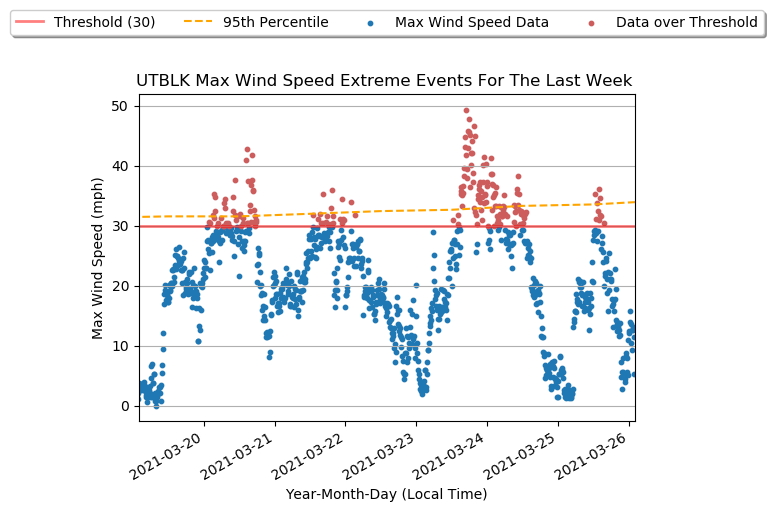 Threshold (30) 95th Percentile Max Wind Speed Data Data over Threshold
UTBLK Max Wind Speed Extreme Events For The Last Week
50
40
30
20
10
0
Max Wind Speed (mph)
2021-03-20 2021-03-21 2021-03-22 2021-03-23 2021-03-24 2021-03-25 2021-03-26
Year-Month-Day (Local Time)